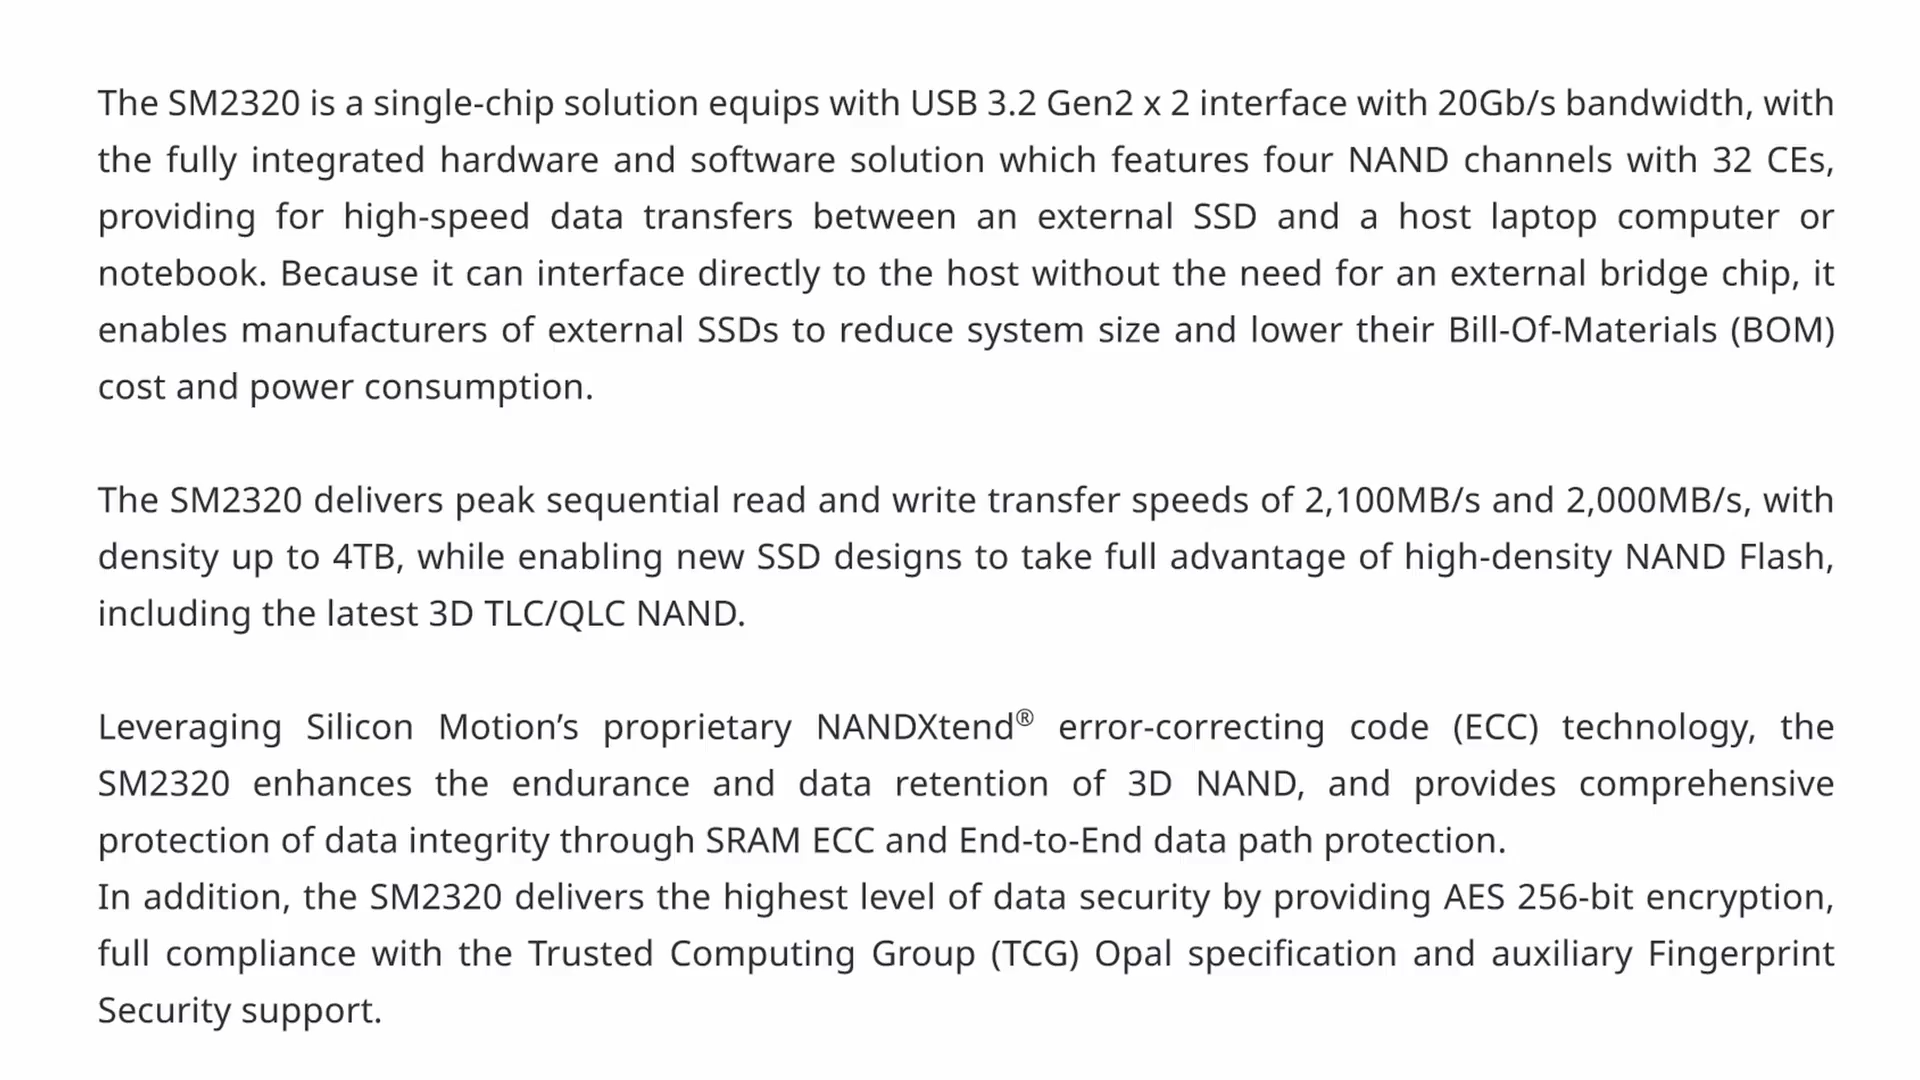 The SM2320 is a single-chip solution equips with USB 3.2 Gen2 x 2 interface with 20Gb/s bandwidth, with
the fully integrated hardware and software solution which features four NAND channels with 32 CEs,
providing for high-speed data transfers between an external SSD and a host laptop computer or
notebook. Because it can interface directly to the host without the need for an external bridge chip, it
enables manufacturers of external SSDs to reduce system size and lower their Bill-Of-Materials (BOM)
cost and power consumption.
The SM2320 delivers peak sequential read and write transfer speeds of 2,100MB/s and 2,000MB/s, with
density up to 4TB, while enabling new SSD designs to take full advantage of high-density NAND Flash,
including the latest 3D TLC/QLC NAND.
Leveraging Silicon Motion’s proprietary NANDXtend® error-correcting code (ECC) technology, the
SM2320 enhances the endurance and data retention of 3D NAND, and provides comprehensive
protection of data integrity through SRAM ECC and End-to-End data path protection.
In addition, the SM2320 delivers the highest level of data security by providing AES 256-bit encryption,
full compliance with the Trusted Computing Group (TCG) Opal specification and auxiliary Fingerprint
Security support.